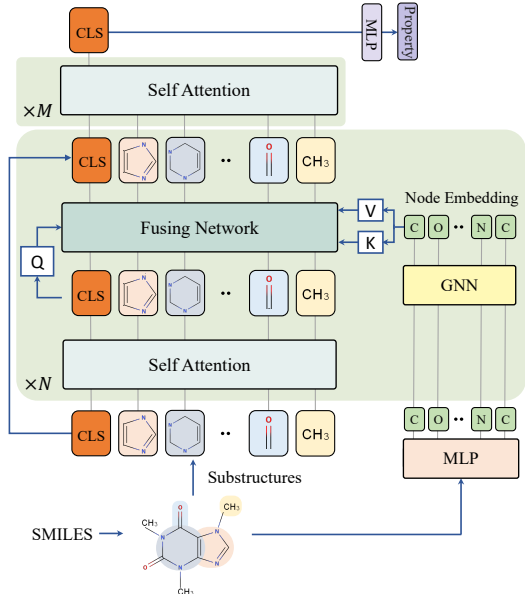 CLS
MLP
Property
Self Attention
×M
CLS N N N N ·· O CH3
Node Embedding
V
Fusing Network
C O ·· N C
K
Q
GNN
CLS N N N N ·· O CH3
Self Attention
×N
C O ·· N C
CLS N N N N ·· O CH3
MLP
Substructures
CH3
O
CH3
SMILES
N N
O N N
CH3